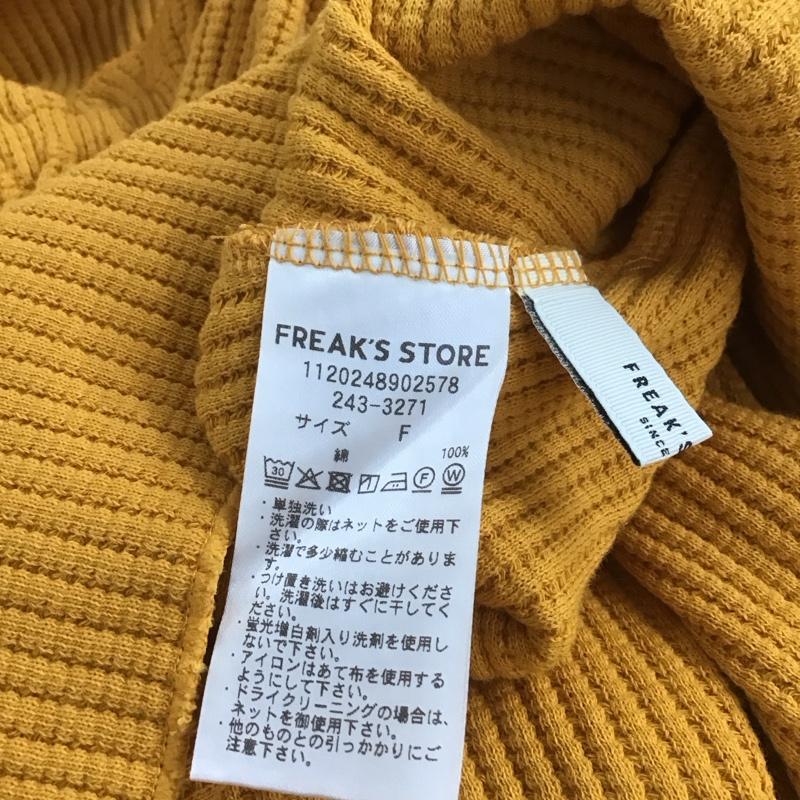 FREAK'S STORE
1120248902578
243-3271
サイズ F
綿 100%
30 F W
・単独洗い
・洗濯の際はネットをご使用下
さい。
・洗濯で多少縮むことがありま
す。
・つけ置き洗いはお避けくださ
い。洗濯後はすぐに干してく
ださい。
・蛍光増白剤入り洗剤を使用し
ないで下さい。
・アイロンはあて布を使用する
ようにして下さい。
・ドライクリーニングの場合は、
ネットを御使用下さい。
・他のものとの引っかかりにご
注意下さい。
FREAK'S
SINCE